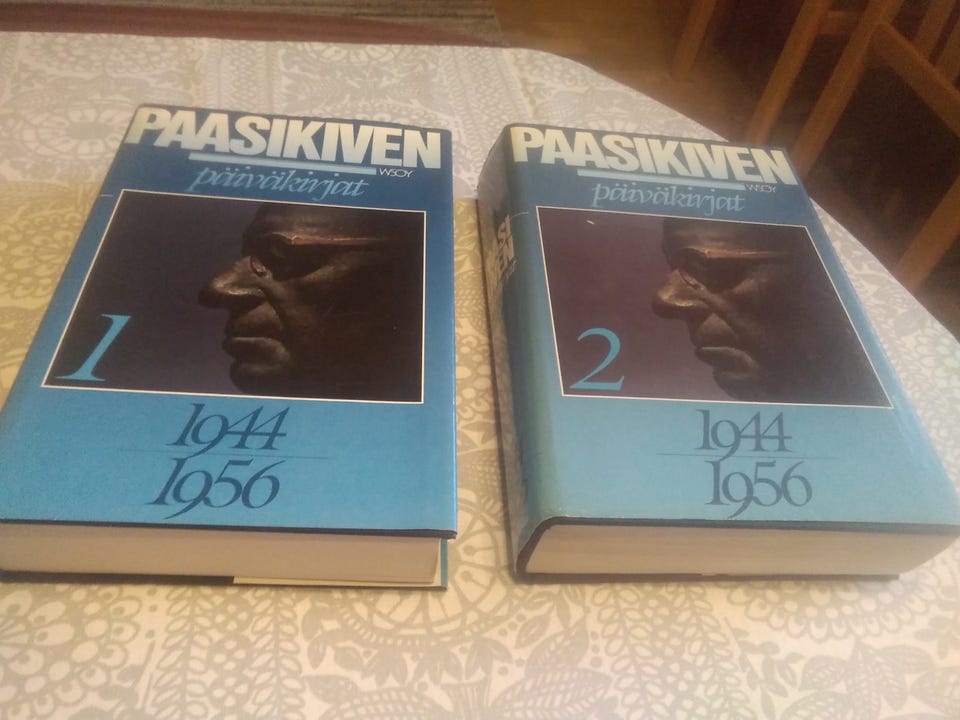 PAASIKIVEN
WSOY
päiväkirjat
1
1944
1956
PAASIKIVEN
WSOY
päiväkirjat
2
1944
1956